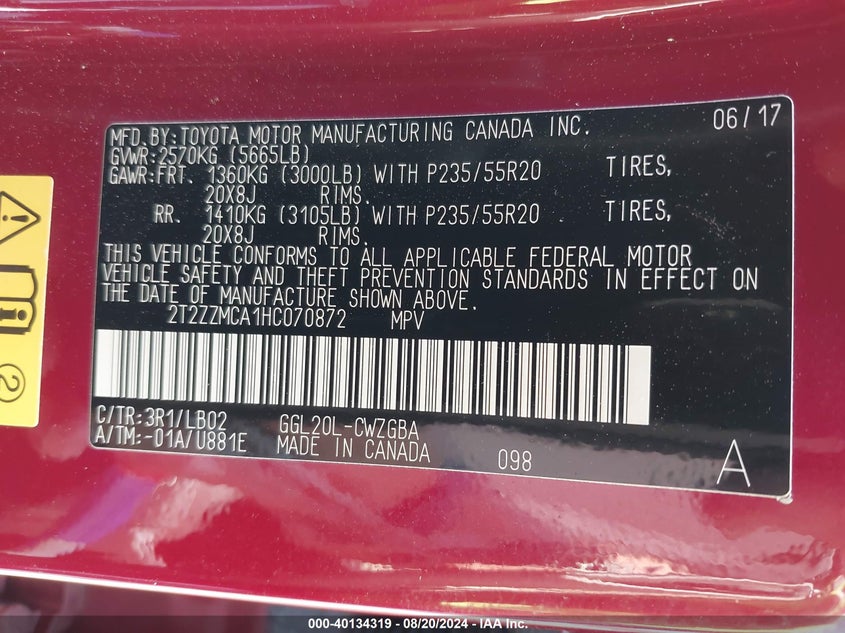 MFD.BY:TOYOTA MOTOR MANUFACTURING CANADA INC. 06/17
GVWR:2570KG (5665LB)
GAWR:FRT. 1360KG (3000LB) WITH P235/55R20 TIRES,
20X8J RIMS.
RR. 1410KG (3105LB) WITH P235/55R20 TIRES,
20X8J RIMS.
THIS VEHICLE CONFORMS TO ALL APPLICABLE FEDERAL MOTOR
VEHICLE SAFETY AND THEFT PREVENTION STANDARDS IN EFFECT ON
THE DATE OF MANUFACTURE SHOWN ABOVE.
2T2ZZMCA1HC070872 MPV
C/TR:3R1/LB02 GGL20L-CWZGBA
A/TM:-01A/U881E MADE IN CANADA 098 A
2
000-40134319 / 08/20/2024 - IAA Inc.